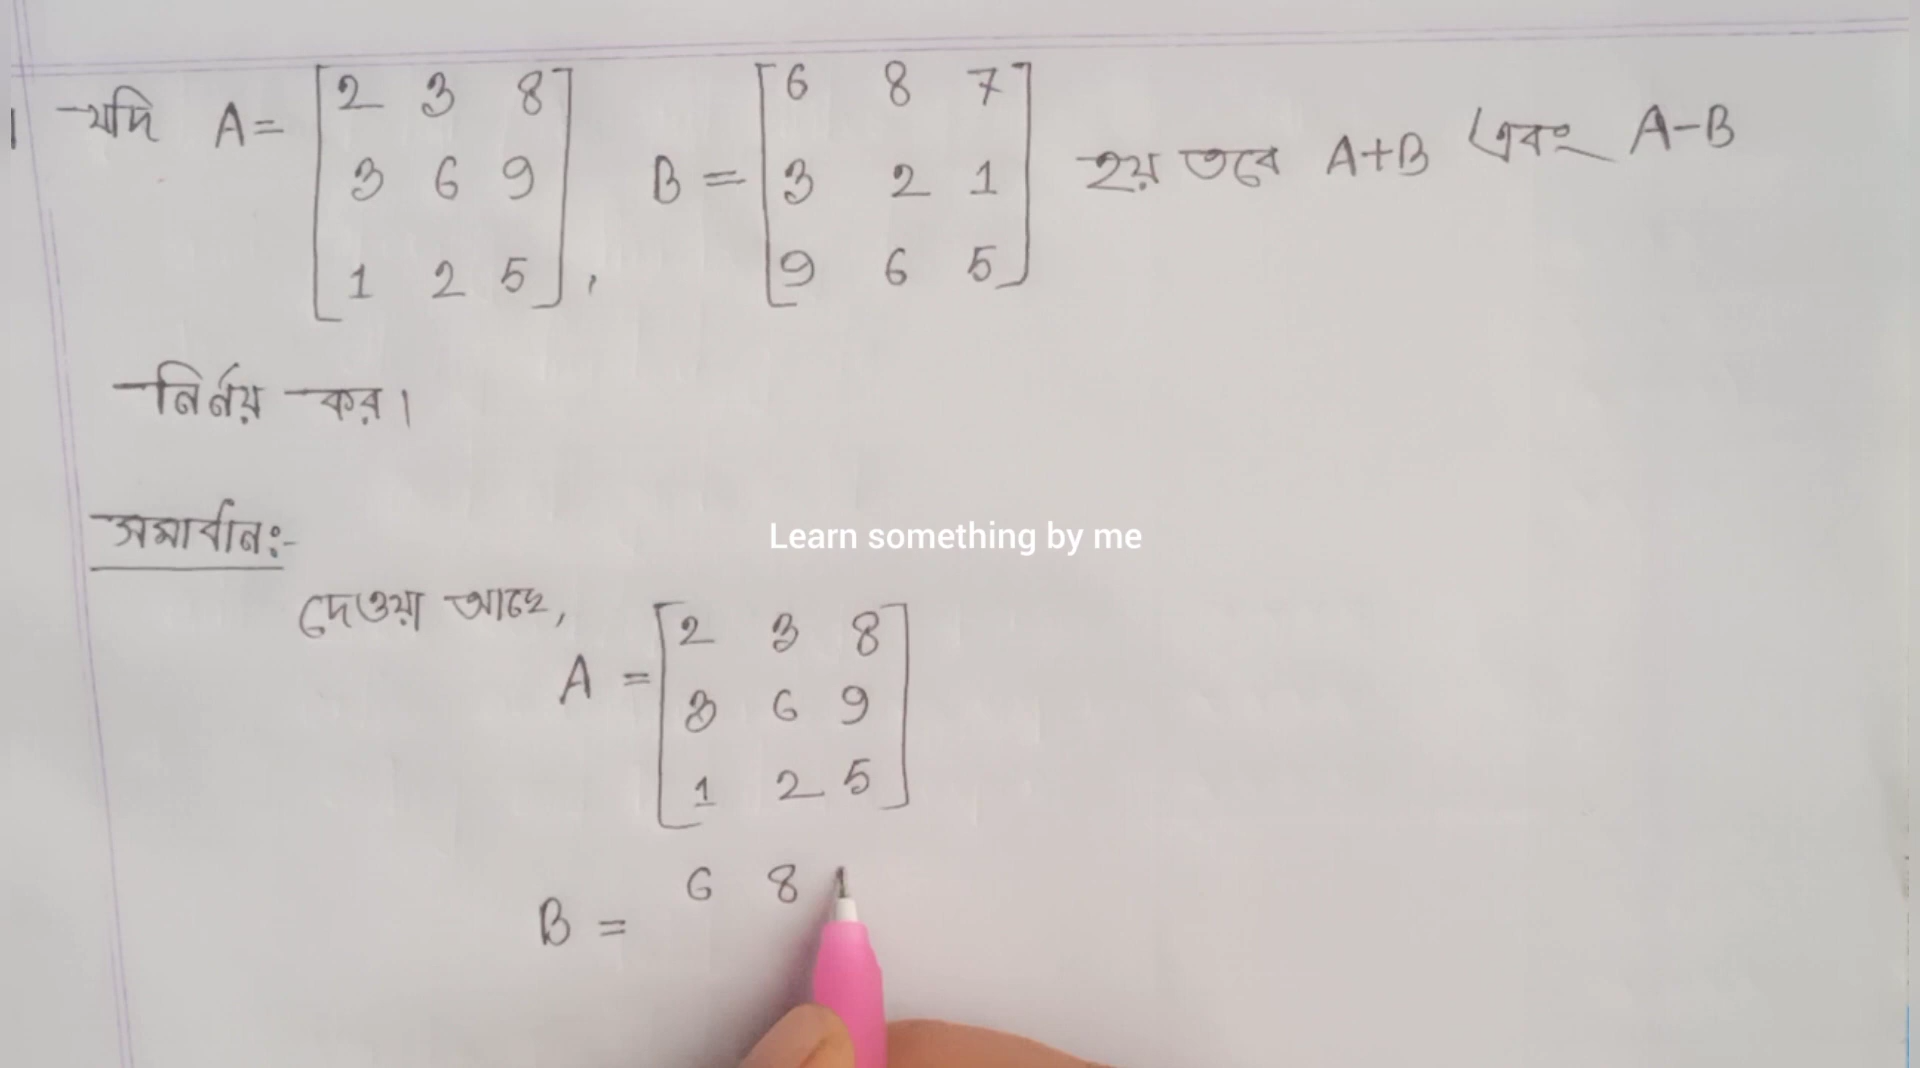 । যদি A = [2 3 8
3 6 9
1 2 5], B = [6 8 7
3 2 1
9 6 5] হয় তবে A+B এবং A-B
নির্নয় কর।
সমাধান:-
Learn something by me
দেওয়া আছে,
A = [2 3 8
3 6 9
1 2 5]
B = 6 8